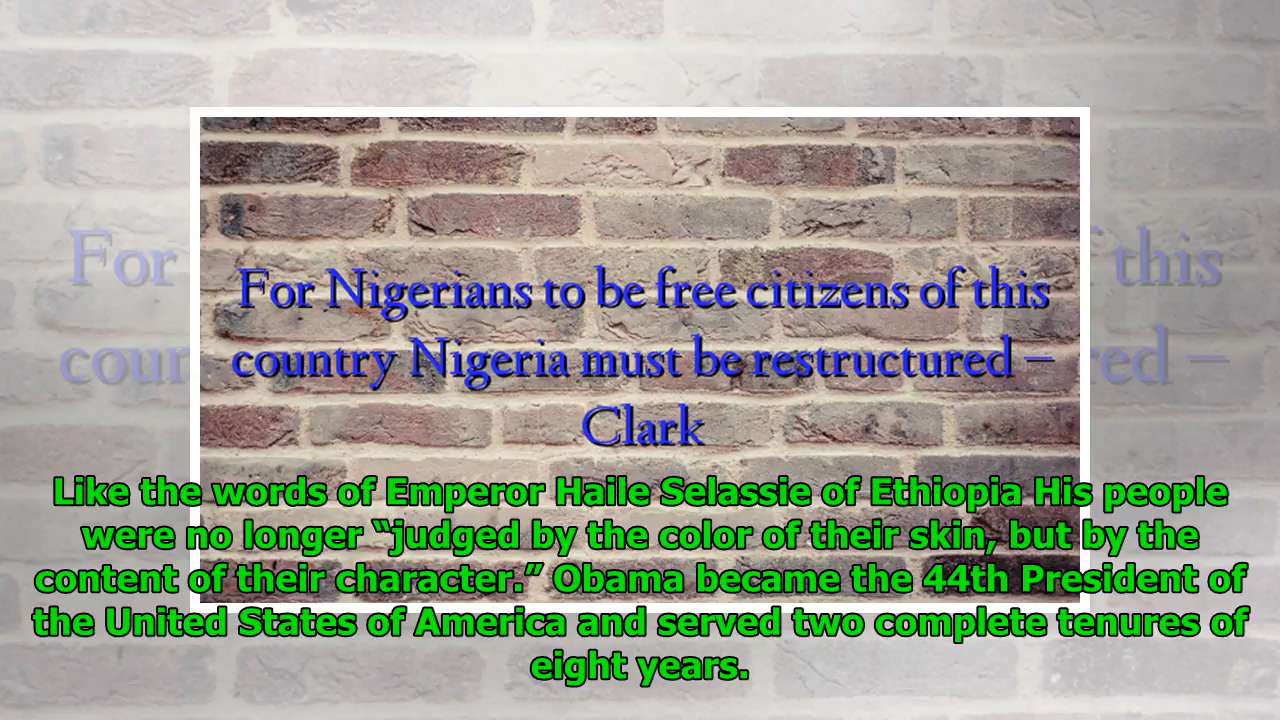 For Nigerians to be free citizens of this
country Nigeria must be restructured –
Clark
Like the words of Emperor Haile Selassie of Ethiopia His people
were no longer “judged by the color of their skin, but by the
content of their character.” Obama became the 44th President of
the United States of America and served two complete tenures of
eight years.